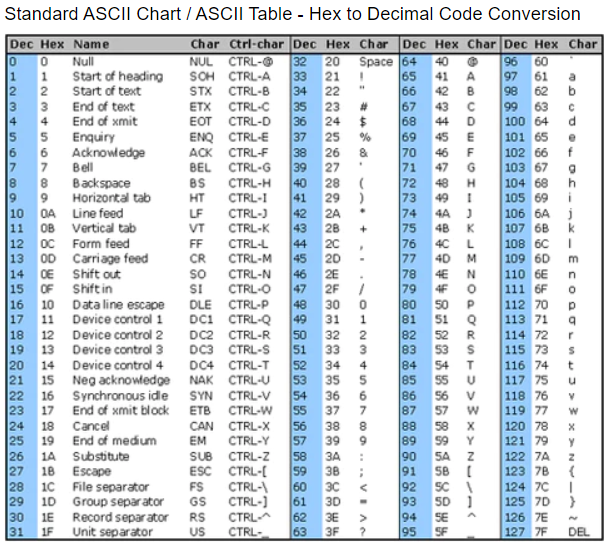 Standard ASCII Chart / ASCII Table - Hex to Decimal Code Conversion
Dec Hex Name Char Ctrl-char Dec Hex Char Dec Hex Char Dec Hex Char
0 0 Null NUL CTRL-@ 32 20 Space 64 40 @ 96 60 `
1 1 Start of heading SOH CTRL-A 33 21 ! 65 41 A 97 61 a
2 2 Start of text STX CTRL-B 34 22 " 66 42 B 98 62 b
3 3 End of text ETX CTRL-C 35 23 # 67 43 C 99 63 c
4 4 End of xmit EOT CTRL-D 36 24 $ 68 44 D 100 64 d
5 5 Enquiry ENQ CTRL-E 37 25 % 69 45 E 101 65 e
6 6 Acknowledge ACK CTRL-F 38 26 & 70 46 F 102 66 f
7 7 Bell BEL CTRL-G 39 27 ' 71 47 G 103 67 g
8 8 Backspace BS CTRL-H 40 28 ( 72 48 H 104 68 h
9 9 Horizontal tab HT CTRL-I 41 29 ) 73 49 I 105 69 i
10 0A Line feed LF CTRL-J 42 2A * 74 4A J 106 6A j
11 0B Vertical tab VT CTRL-K 43 2B + 75 4B K 107 6B k
12 0C Form feed FF CTRL-L 44 2C , 76 4C L 108 6C l
13 0D Carriage feed CR CTRL-M 45 2D - 77 4D M 109 6D m
14 0E Shift out SO CTRL-N 46 2E . 78 4E N 110 6E n
15 0F Shift in SI CTRL-O 47 2F / 79 4F O 111 6F o
16 10 Data line escape DLE CTRL-P 48 30 0 80 50 P 112 70 p
17 11 Device control 1 DC1 CTRL-Q 49 31 1 81 51 Q 113 71 q
18 12 Device control 2 DC2 CTRL-R 50 32 2 82 52 R 114 72 r
19 13 Device control 3 DC3 CTRL-S 51 33 3 83 53 S 115 73 s
20 14 Device control 4 DC4 CTRL-T 52 34 4 84 54 T 116 74 t
21 15 Neg acknowledge NAK CTRL-U 53 35 5 85 55 U 117 75 u
22 16 Synchronous idle SYN CTRL-V 54 36 6 86 56 V 118 76 v
23 17 End of xmit block ETB CTRL-W 55 37 7 87 57 W 119 77 w
24 18 Cancel CAN CTRL-X 56 38 8 88 58 X 120 78 x
25 19 End of medium EM CTRL-Y 57 39 9 89 59 Y 121 79 y
26 1A Substitute SUB CTRL-Z 58 3A : 90 5A Z 122 7A z
27 1B Escape ESC CTRL-[ 59 3B ; 91 5B [ 123 7B {
28 1C File separator FS CTRL-\ 60 3C < 92 5C \ 124 7C |
29 1D Group separator GS CTRL-] 61 3D = 93 5D ] 125 7D }
30 1E Record separator RS CTRL-^ 62 3E > 94 5E ^ 126 7E ~
31 1F Unit separator US CTRL-_ 63 3F ? 95 5F _ 127 7F DEL